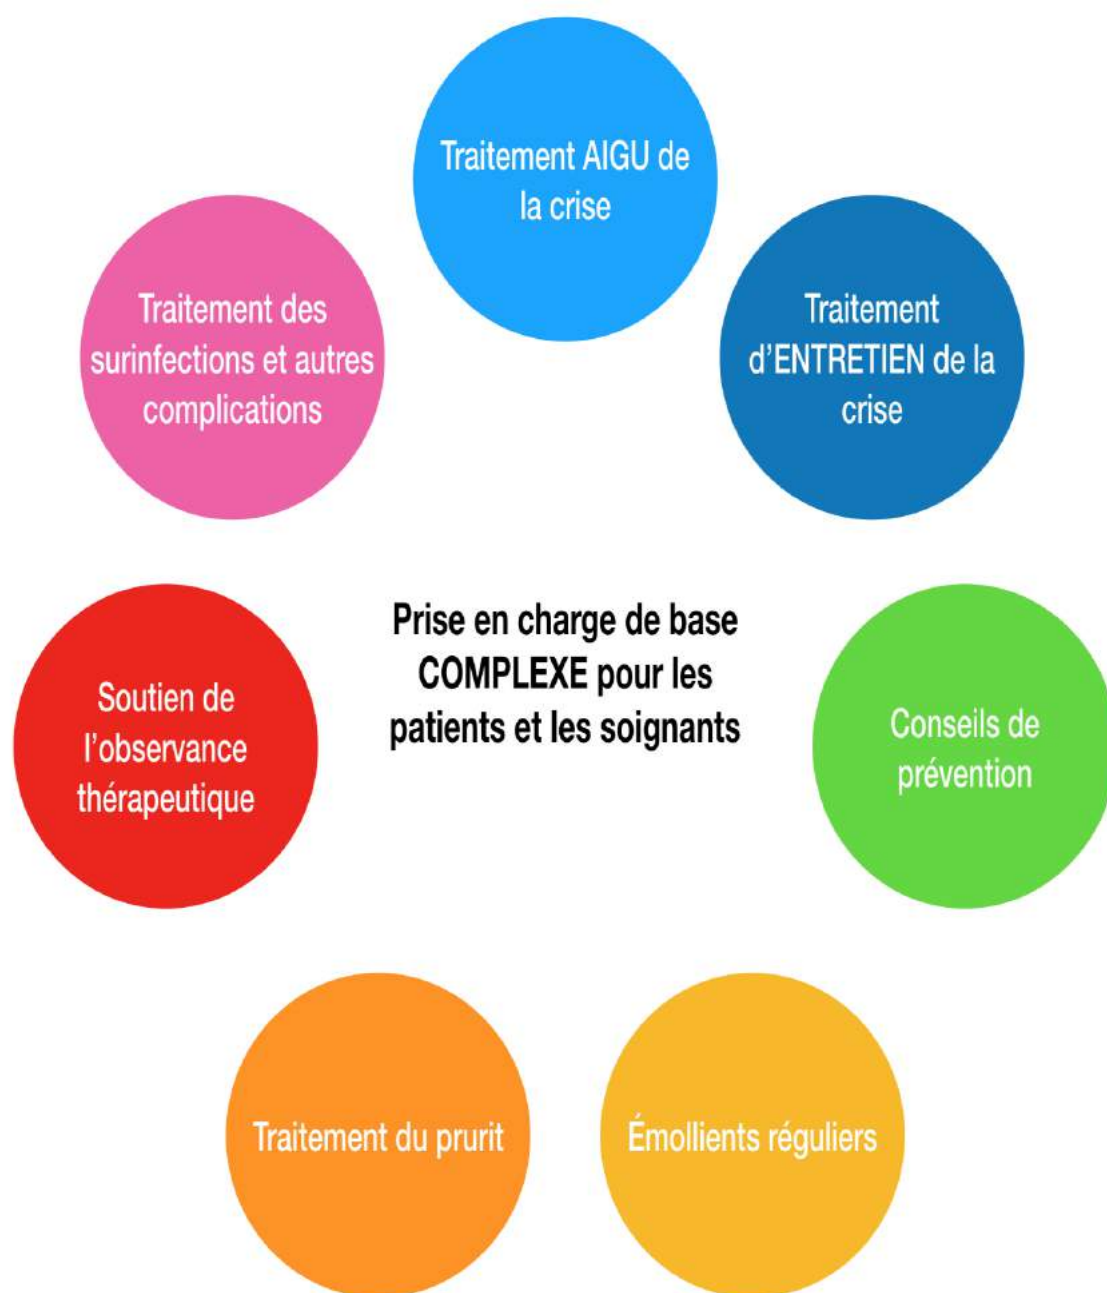 Traitement AIGU de
la crise
Traitement
d’ENTRETIEN de la
crise
Conseils de
prévention
Émollients réguliers
Traitement du prurit
Soutien de
l’observance
thérapeutique
Traitement des
surinfections et autres
complications
Prise en charge de base
COMPLEXE pour les
patients et les soignants